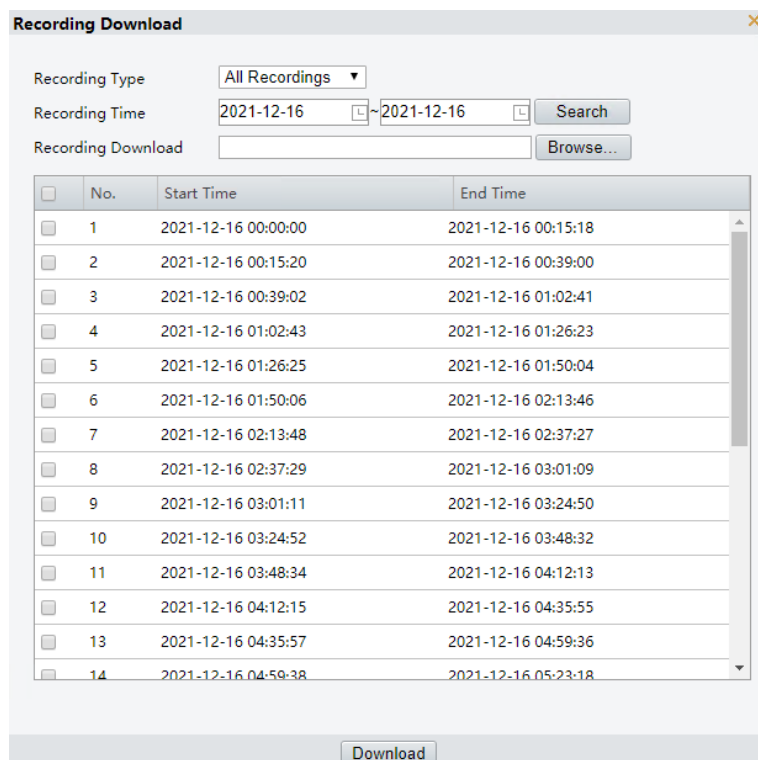 Recording Download
Recording Type All Recordings
Recording Time 2021-12-16 ~ 2021-12-16 Search
Recording Download Browse...
No. Start Time End Time
1 2021-12-16 00:00:00 2021-12-16 00:15:18
2 2021-12-16 00:15:20 2021-12-16 00:39:00
3 2021-12-16 00:39:02 2021-12-16 01:02:41
4 2021-12-16 01:02:43 2021-12-16 01:26:23
5 2021-12-16 01:26:25 2021-12-16 01:50:04
6 2021-12-16 01:50:06 2021-12-16 02:13:46
7 2021-12-16 02:13:48 2021-12-16 02:37:27
8 2021-12-16 02:37:29 2021-12-16 03:01:09
9 2021-12-16 03:01:11 2021-12-16 03:24:50
10 2021-12-16 03:24:52 2021-12-16 03:48:32
11 2021-12-16 03:48:34 2021-12-16 04:12:13
12 2021-12-16 04:12:15 2021-12-16 04:35:55
13 2021-12-16 04:35:57 2021-12-16 04:59:36
14 2021-12-16 04:59:38 2021-12-16 05:23:18
Download